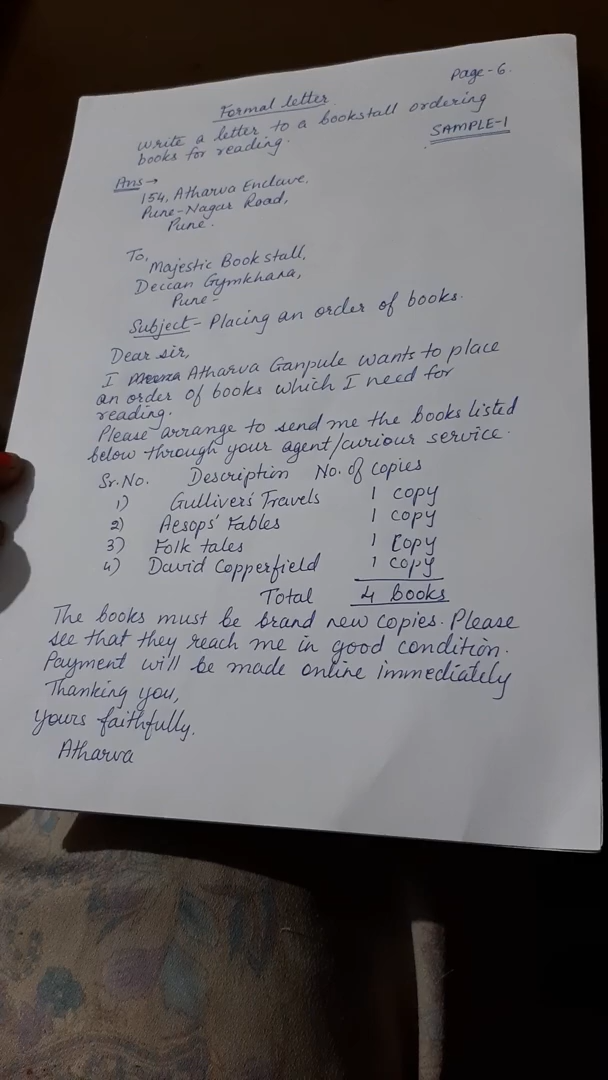 Page-6.
Formal letter
Write a letter to a bookstall ordering
books for reading.
SAMPLE-1
Ans →
154, Atharva Enclave,
Pune-Nagar Road,
Pune.
To,
Majestic Book stall,
Deccan Gymkhana,
Pune-
Subject- Placing an order of books.
Dear sir,
I Atharva Ganpule wants to place
an order of books which I need for
reading.
Please arrange to send me the books listed
below through your agent/curious service.
Sr.No. Description No. of copies
1) Gulliver's Travels 1 copy
2) Aesops' Fables 1 copy
3) Folk tales 1 copy
4) David Copperfield 1 copy
Total 4 books
The books must be brand new copies. Please
see that they reach me in good condition.
Payment will be made online immediately
Thanking you,
yours faithfully.
Atharva